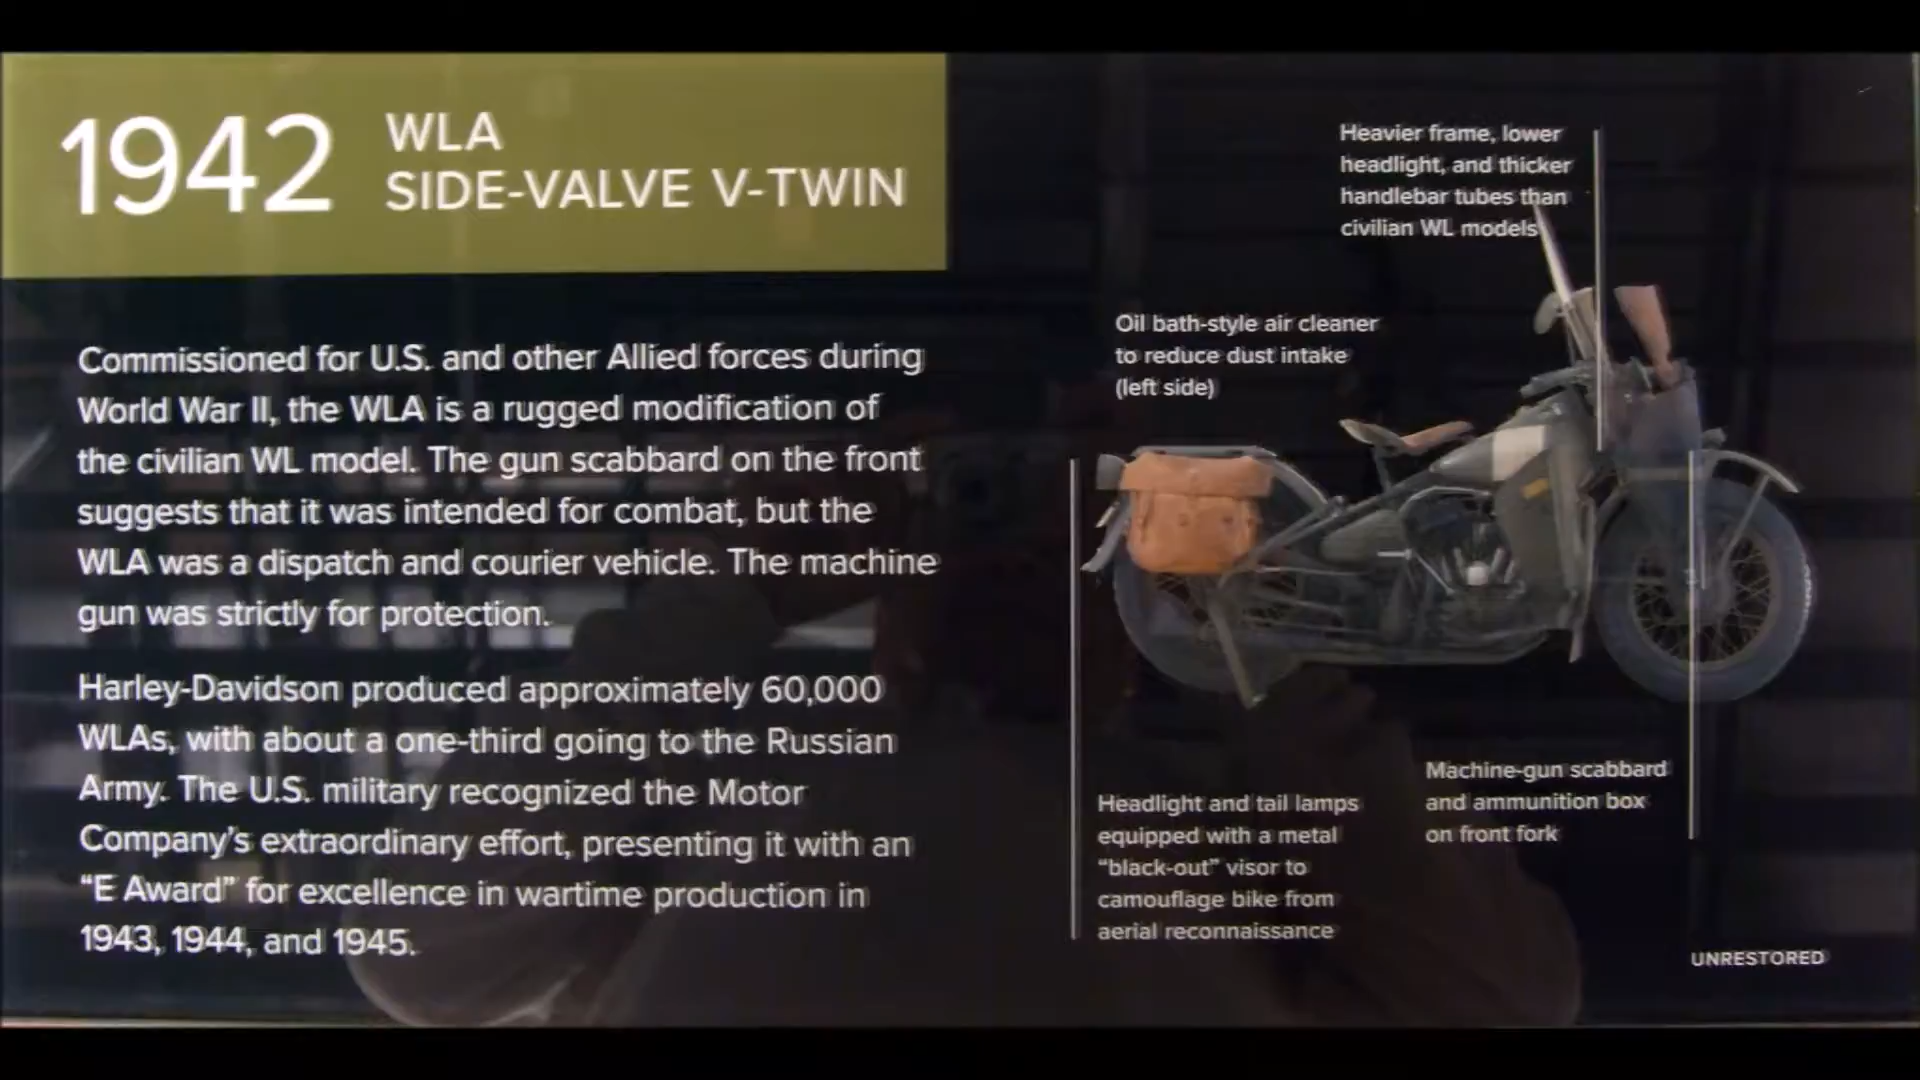 1942
WLA
SIDE-VALVE V-TWIN
Commissioned for U.S. and other Allied forces during
World War II, the WLA is a rugged modification of
the civilian WL model. The gun scabbard on the front
suggests that it was intended for combat, but the
WLA was a dispatch and courier vehicle. The machine
gun was strictly for protection.
Harley-Davidson produced approximately 60,000
WLAs, with about a one-third going to the Russian
Army. The U.S. military recognized the Motor
Company's extraordinary effort, presenting it with an
“E Award” for excellence in wartime production in
1943, 1944, and 1945.
Heavier frame, lower
headlight, and thicker
handlebar tubes than
civilian WL models
Oil bath-style air cleaner
to reduce dust intake
(left side)
Headlight and tail lamps
equipped with a metal
“black-out” visor to
camouflage bike from
aerial reconnaissance
Machine-gun scabbard
and ammunition box
on front fork
UNRESTORED